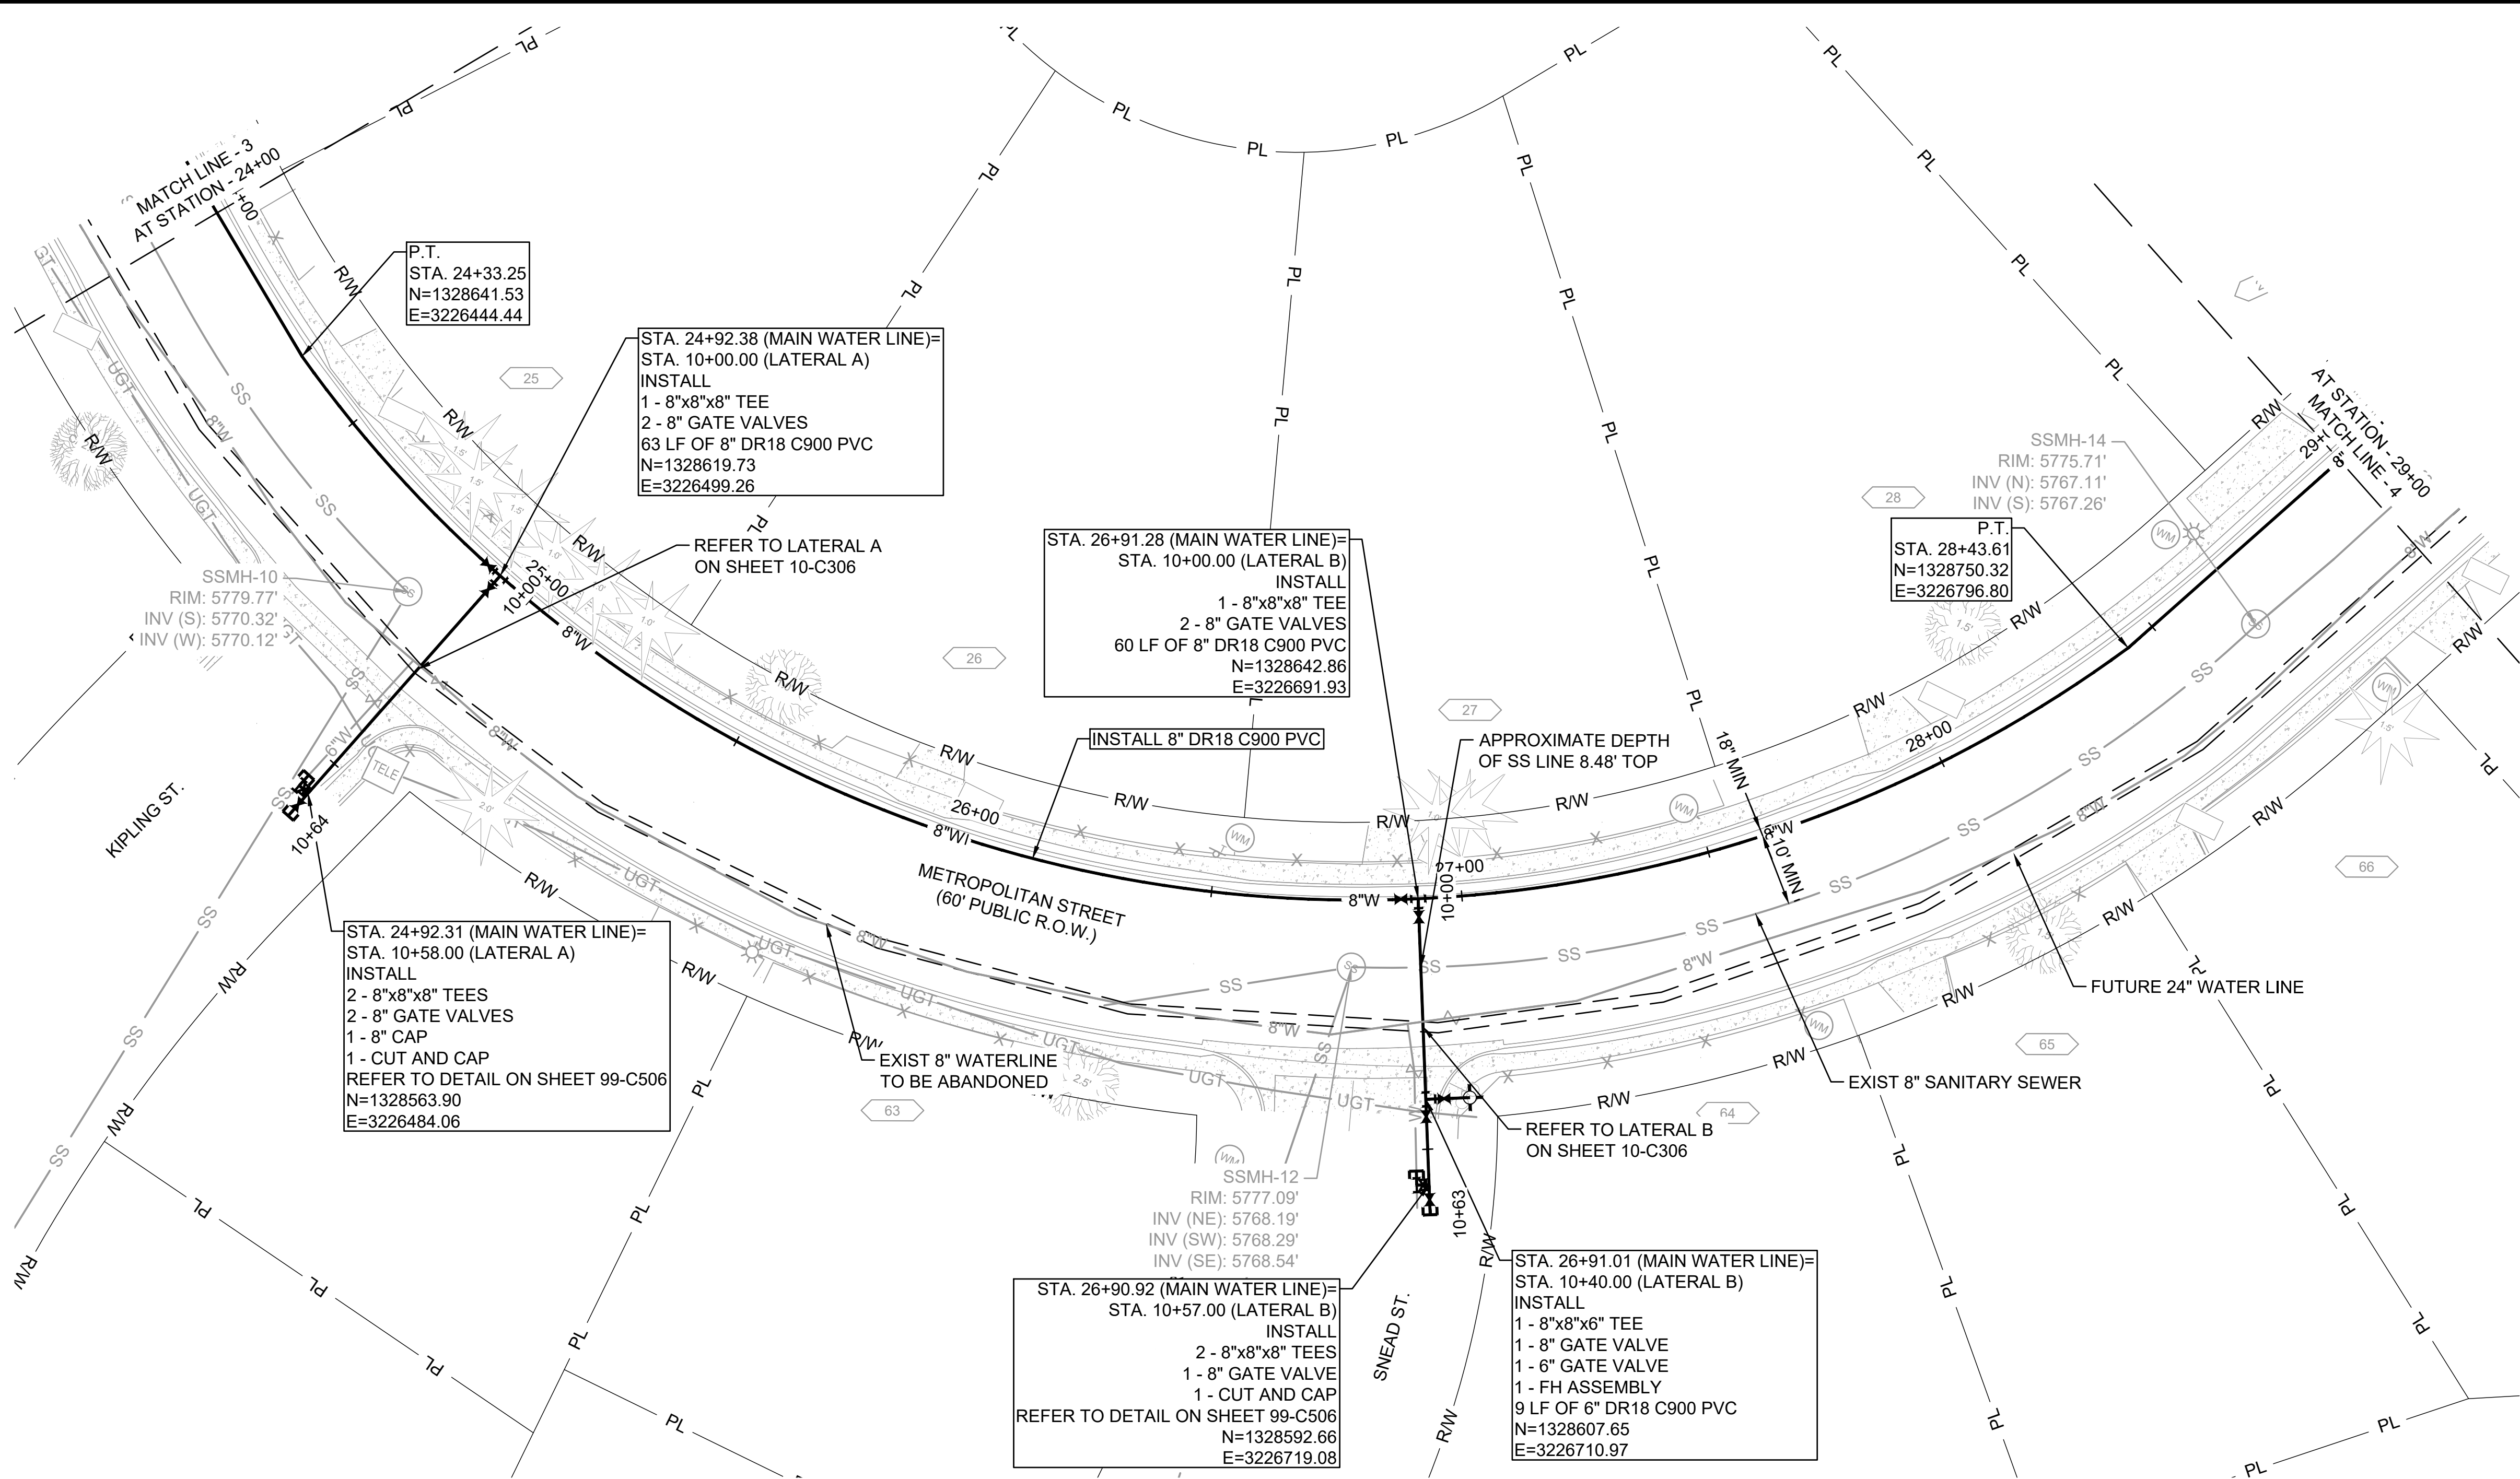 MATCH LINE - 3
AT STATION - 24+00
P.T.
STA. 24+33.25
N=1328641.53
E=3226444.44
STA. 24+92.38 (MAIN WATER LINE)=
STA. 10+00.00 (LATERAL A)
INSTALL
1 - 8"x8"x8" TEE
2 - 8" GATE VALVES
63 LF OF 8" DR18 C900 PVC
N=1328619.73
E=3226499.26
REFER TO LATERAL A
ON SHEET 10-C306
SSMH-10
RIM: 5779.77'
INV (S): 5770.32'
INV (W): 5770.12'
25
26
27
28
25+00
10+00
8"W
STA. 26+91.28 (MAIN WATER LINE)=
STA. 10+00.00 (LATERAL B)
INSTALL
1 - 8"x8"x8" TEE
2 - 8" GATE VALVES
60 LF OF 8" DR18 C900 PVC
N=1328642.86
E=3226691.93
INSTALL 8" DR18 C900 PVC
APPROXIMATE DEPTH
OF SS LINE 8.48' TOP
18" MIN
10' MIN
SSMH-14
RIM: 5775.71'
INV (N): 5767.11'
INV (S): 5767.26'
P.T.
STA. 28+43.61
N=1328750.32
E=3226796.80
AT STATION - 29+00
MATCH LINE - 4
28+00
26+00
27+00
10+00
8"W
KIPLING ST.
10+64
TELE
6"W
METROPOLITAN STREET
(60' PUBLIC R.O.W.)
STA. 24+92.31 (MAIN WATER LINE)=
STA. 10+58.00 (LATERAL A)
INSTALL
2 - 8"x8"x8" TEES
2 - 8" GATE VALVES
1 - 8" CAP
1 - CUT AND CAP
REFER TO DETAIL ON SHEET 99-C506
N=1328563.90
E=3226484.06
EXIST 8" WATERLINE
TO BE ABANDONED
FUTURE 24" WATER LINE
EXIST 8" SANITARY SEWER
REFER TO LATERAL B
ON SHEET 10-C306
63
64
65
66
SSMH-12
RIM: 5777.09'
INV (NE): 5768.19'
INV (SW): 5768.29'
INV (SE): 5768.54'
STA. 26+90.92 (MAIN WATER LINE)=
STA. 10+57.00 (LATERAL B)
INSTALL
2 - 8"x8"x8" TEES
1 - 8" GATE VALVE
1 - CUT AND CAP
REFER TO DETAIL ON SHEET 99-C506
N=1328592.66
E=3226719.08
10+63
SNEAD ST.
STA. 26+91.01 (MAIN WATER LINE)=
STA. 10+40.00 (LATERAL B)
INSTALL
1 - 8"x8"x6" TEE
1 - 8" GATE VALVE
1 - 6" GATE VALVE
1 - FH ASSEMBLY
9 LF OF 6" DR18 C900 PVC
N=1328607.65
E=3226710.97
PL
R/W
SS
UGT
WM